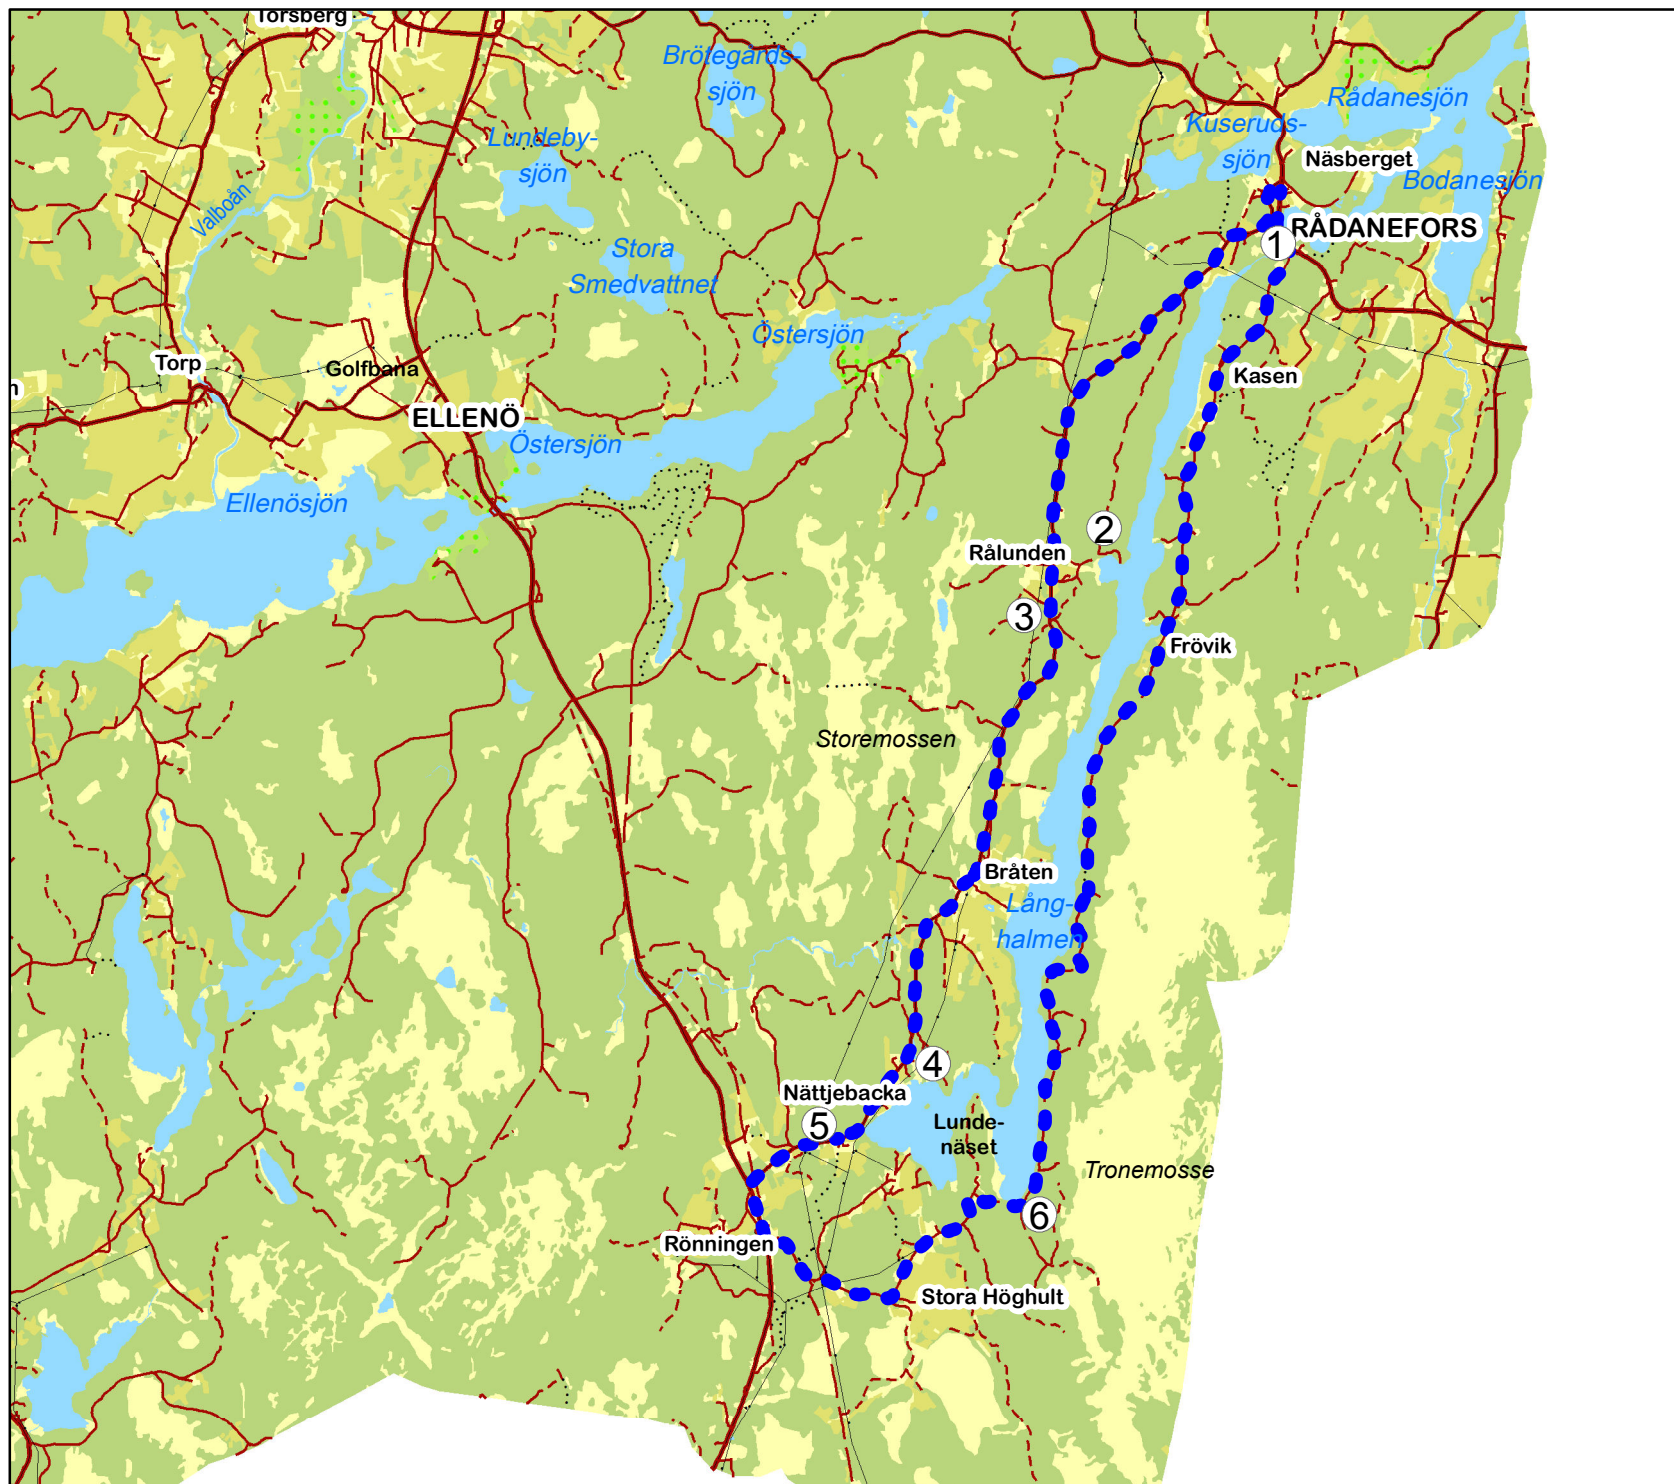 Torsberg
Brötegårds-
sjön
Rådanesjön
Kuseruds-
sjön
Lundeby-
sjön
Näsberget
Bodanesjön
Valboån
RÅDANEFORS
1
Stora
Smedvattnet
Östersjön
Torp
Golfbana
Kasen
n
ELLENÖ
Östersjön
Ellenösjön
2
Rålunden
3
Frövik
Storemossen
Bråten
Lång-
halmen
4
Nättjebacka
5
Lunde-
näset
Tronemosse
6
Rönningen
Stora Höghult